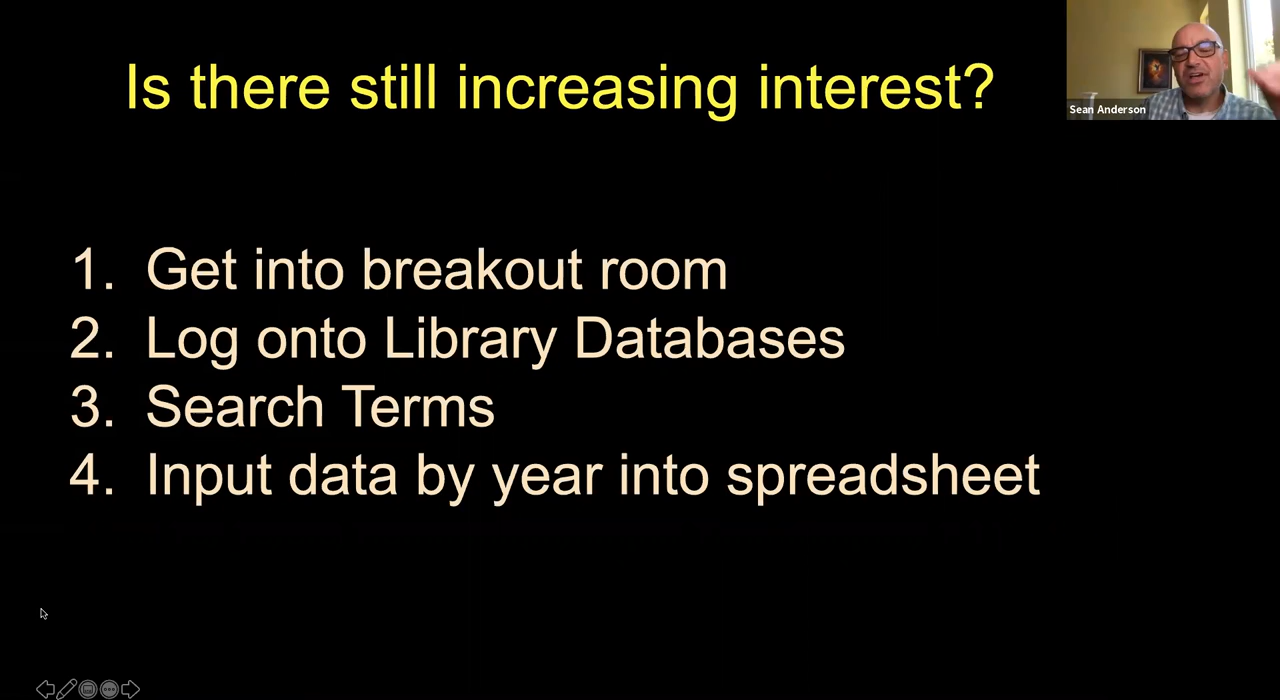 Is there still increasing interest?
Sean Anderson
1. Get into breakout room
2. Log onto Library Databases
3. Search Terms
4. Input data by year into spreadsheet